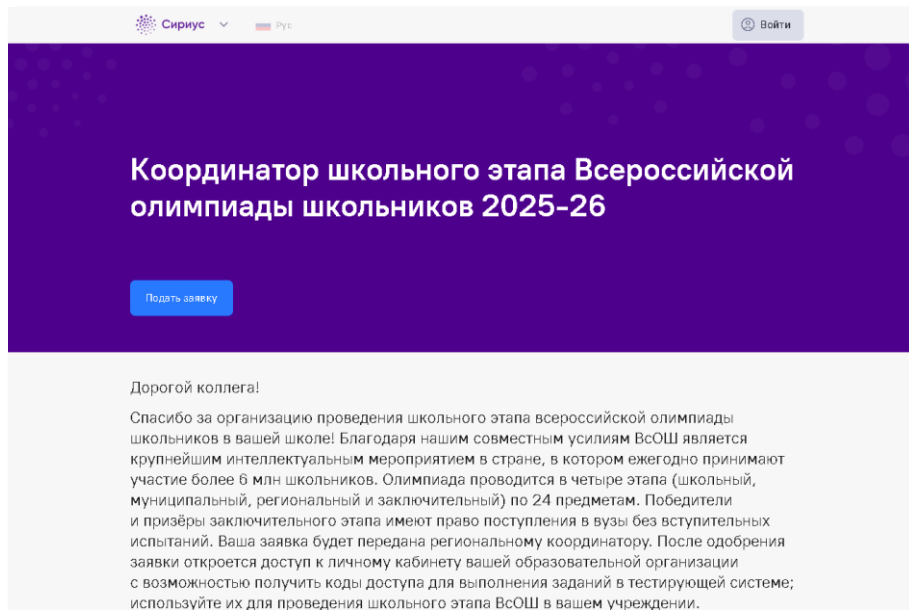 Сириус
Рус
Войти
Координатор школьного этапа Всероссийской
олимпиады школьников 2025-26
Подать заявку
Дорогой коллега!
Спасибо за организацию проведения школьного этапа всероссийской олимпиады
школьников в вашей школе! Благодаря нашим совместным усилиям ВсОШ является
крупнейшим интеллектуальным мероприятием в стране, в котором ежегодно принимают
участие более 6 млн школьников. Олимпиада проводится в четыре этапа (школьный,
муниципальный, региональный и заключительный) по 24 предметам. Победители
и призёры заключительного этапа имеют право поступления в вузы без вступительных
испытаний. Ваша заявка будет передана региональному координатору. После одобрения
заявки откроется доступ к личному кабинету вашей образовательной организации
с возможностью получить коды доступа для выполнения заданий в тестирующей системе;
используйте их для проведения школьного этапа ВсОШ в вашем учреждении.